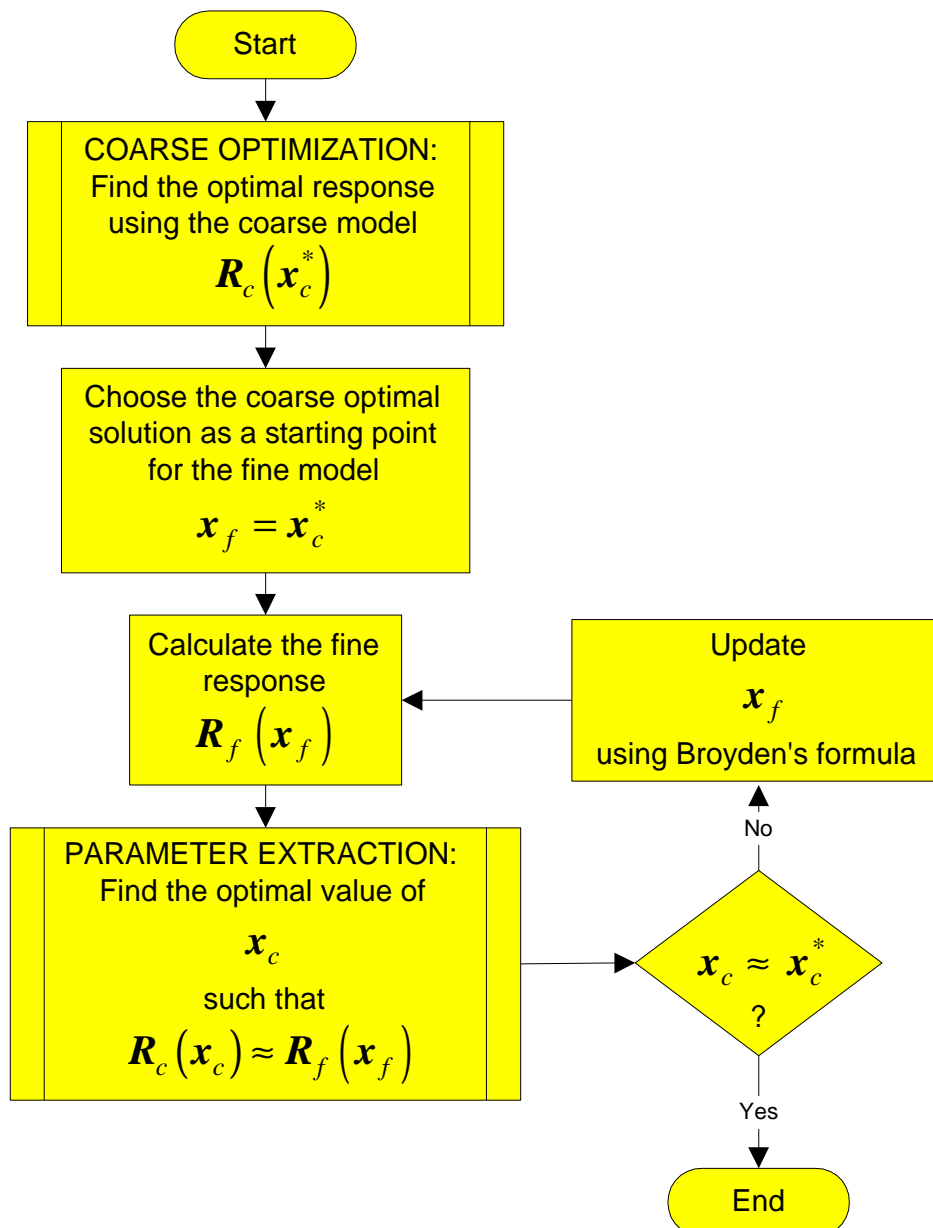 Start
COARSE OPTIMIZATION:
Find the optimal response
using the coarse model
R_c(x_c^*)
Choose the coarse optimal
solution as a starting point
for the fine model
x_f = x_c^*
Calculate the fine
response
R_f(x_f)
PARAMETER EXTRACTION:
Find the optimal value of
x_c
such that
R_c(x_c) ≈ R_f(x_f)
x_c ≈ x_c^*
?
No
Update
x_f
using Broyden's formula
Yes
End